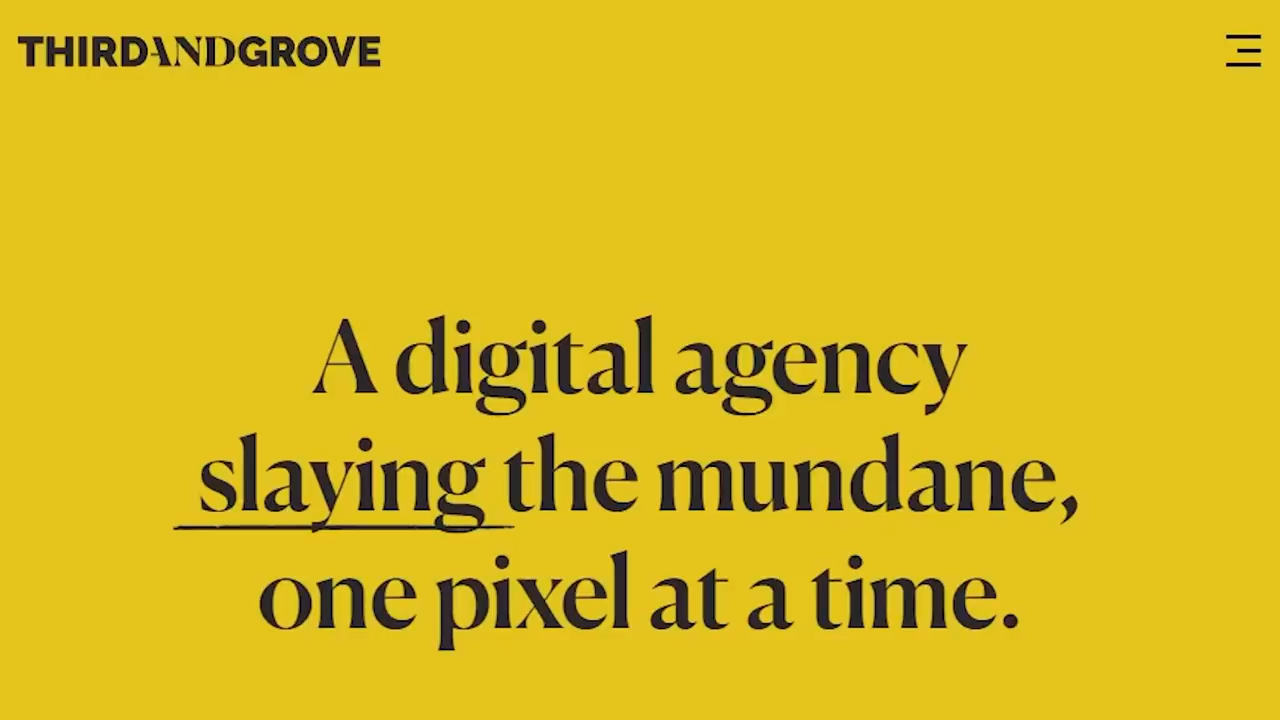 THIRDANDGROVE
A digital agency
slaying the mundane,
one pixel at a time.